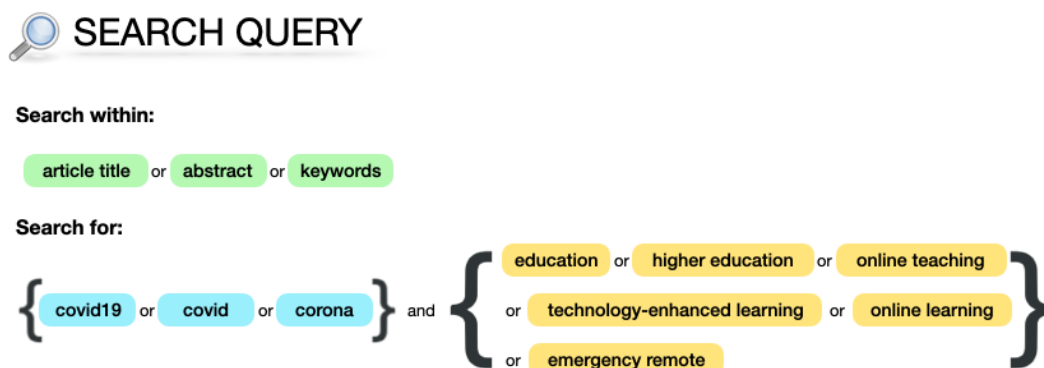 SEARCH QUERY
Search within:
article title or abstract or keywords
Search for:
education or higher education or online teaching
{ covid19 or covid or corona } and { or technology-enhanced learning or online learning }
or emergency remote